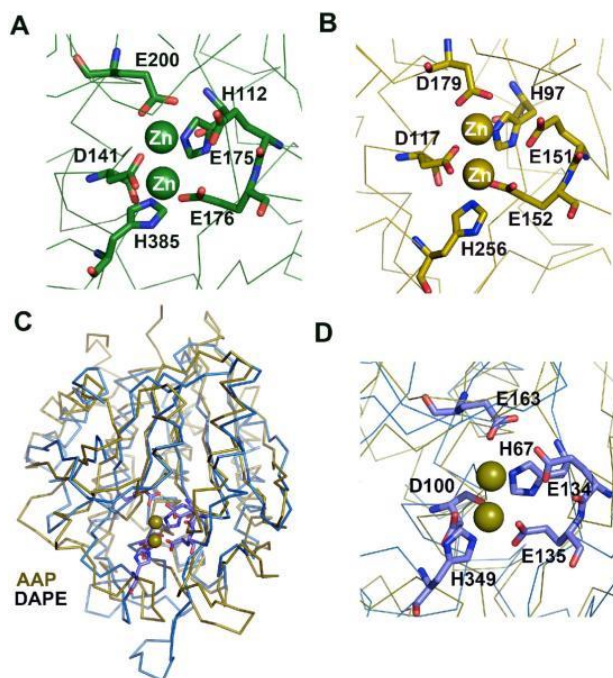 A
E200
H112
Zn
D141
E175
Zn
E176
H385
B
D179
H97
Zn
D117
E151
Zn
E152
H256
C
AAP
DAPE
D
E163
H67
D100
E134
E135
H349